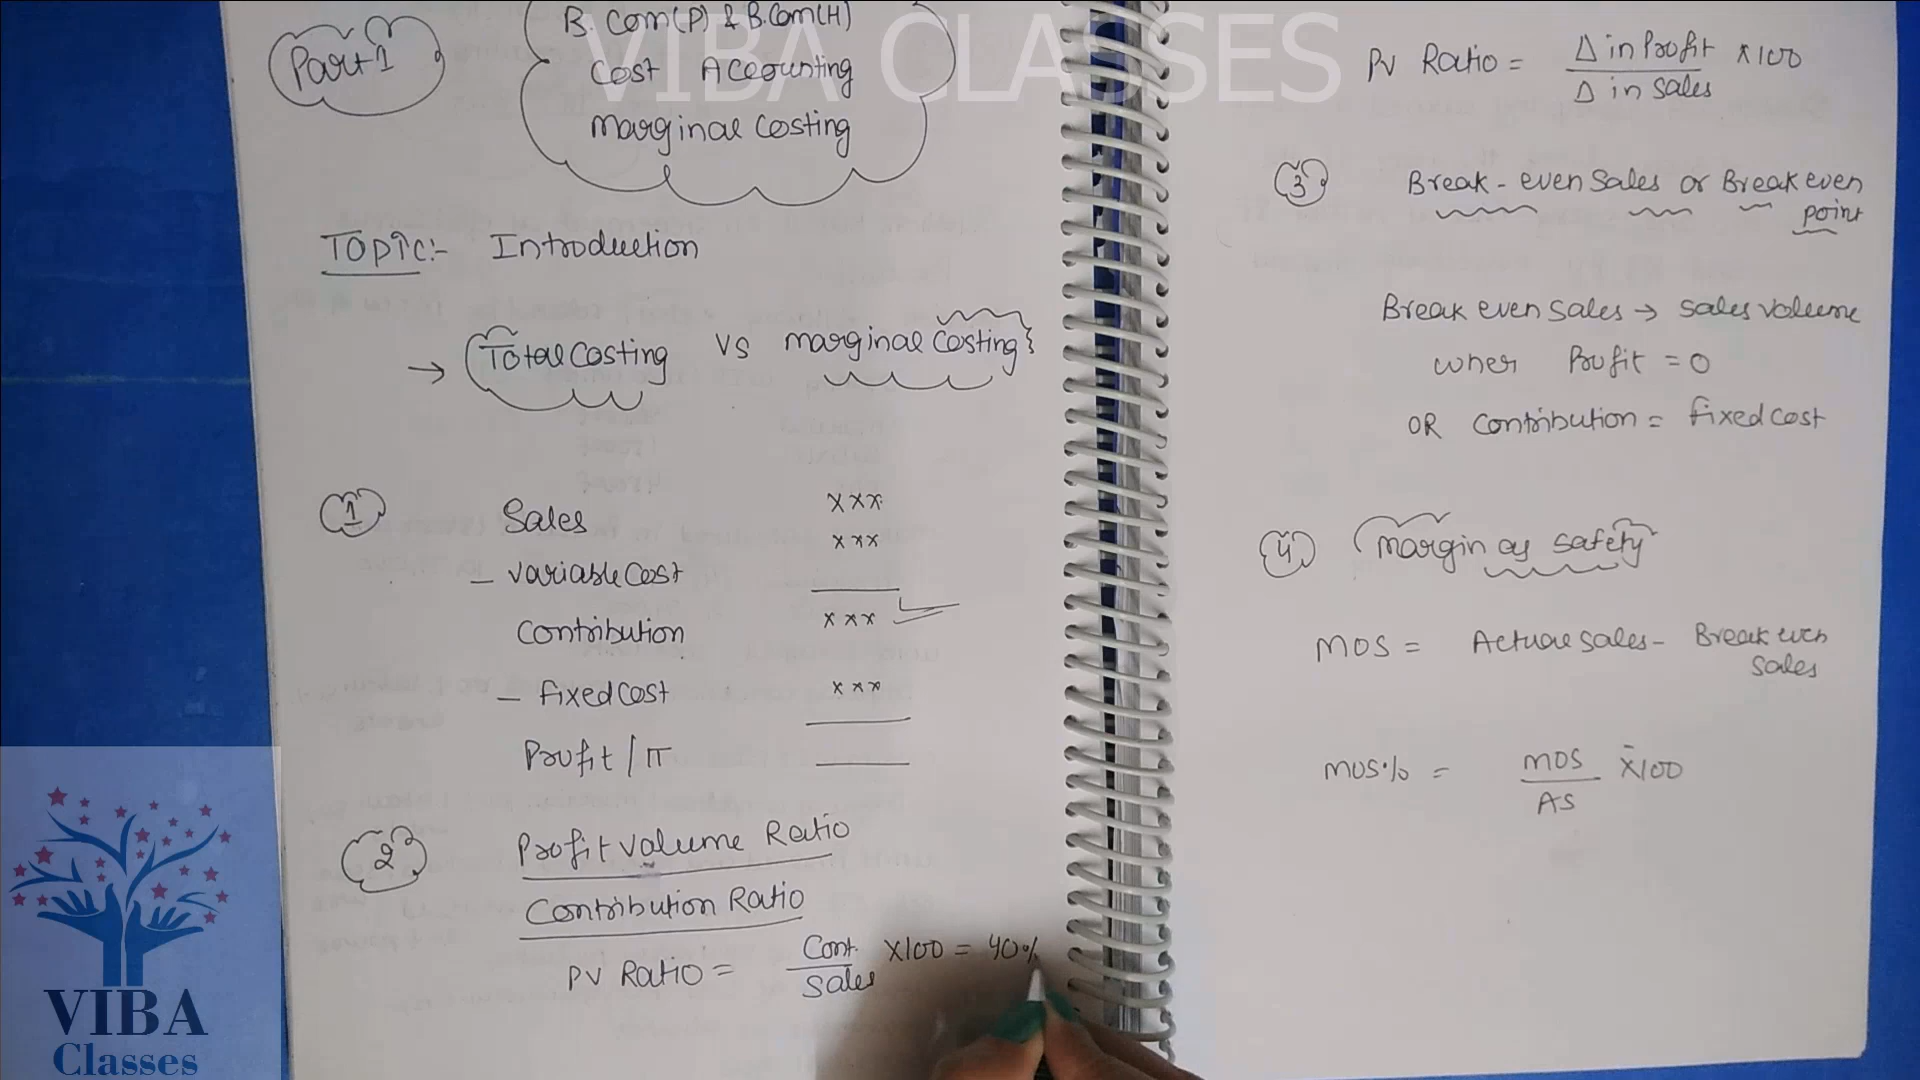 VIBA CLASSES
Part 1
B. Com(P) & B.Com(H)
Cost Accounting
marginal Costing
TOPIC:- Introduction
→ Total Costing VS marginal Costing
1 Sales xxx
- variable Cost xxx
Contribution xxx
- fixed Cost xxx
Profit / π
2 Profit volume Ratio
Contribution Ratio
PV Ratio = Cont. / Sales x100 = 40%
PV Ratio = Δ in Profit / Δ in Sales x100
3 Break-even Sales or Break even
point
Break even Sales → Sales volume
when Profit = 0
OR Contribution = fixed Cost
4 margin of safety
MOS = Actual Sales - Break even
Sales
MOS% = MOS / AS x100
VIBA
Classes